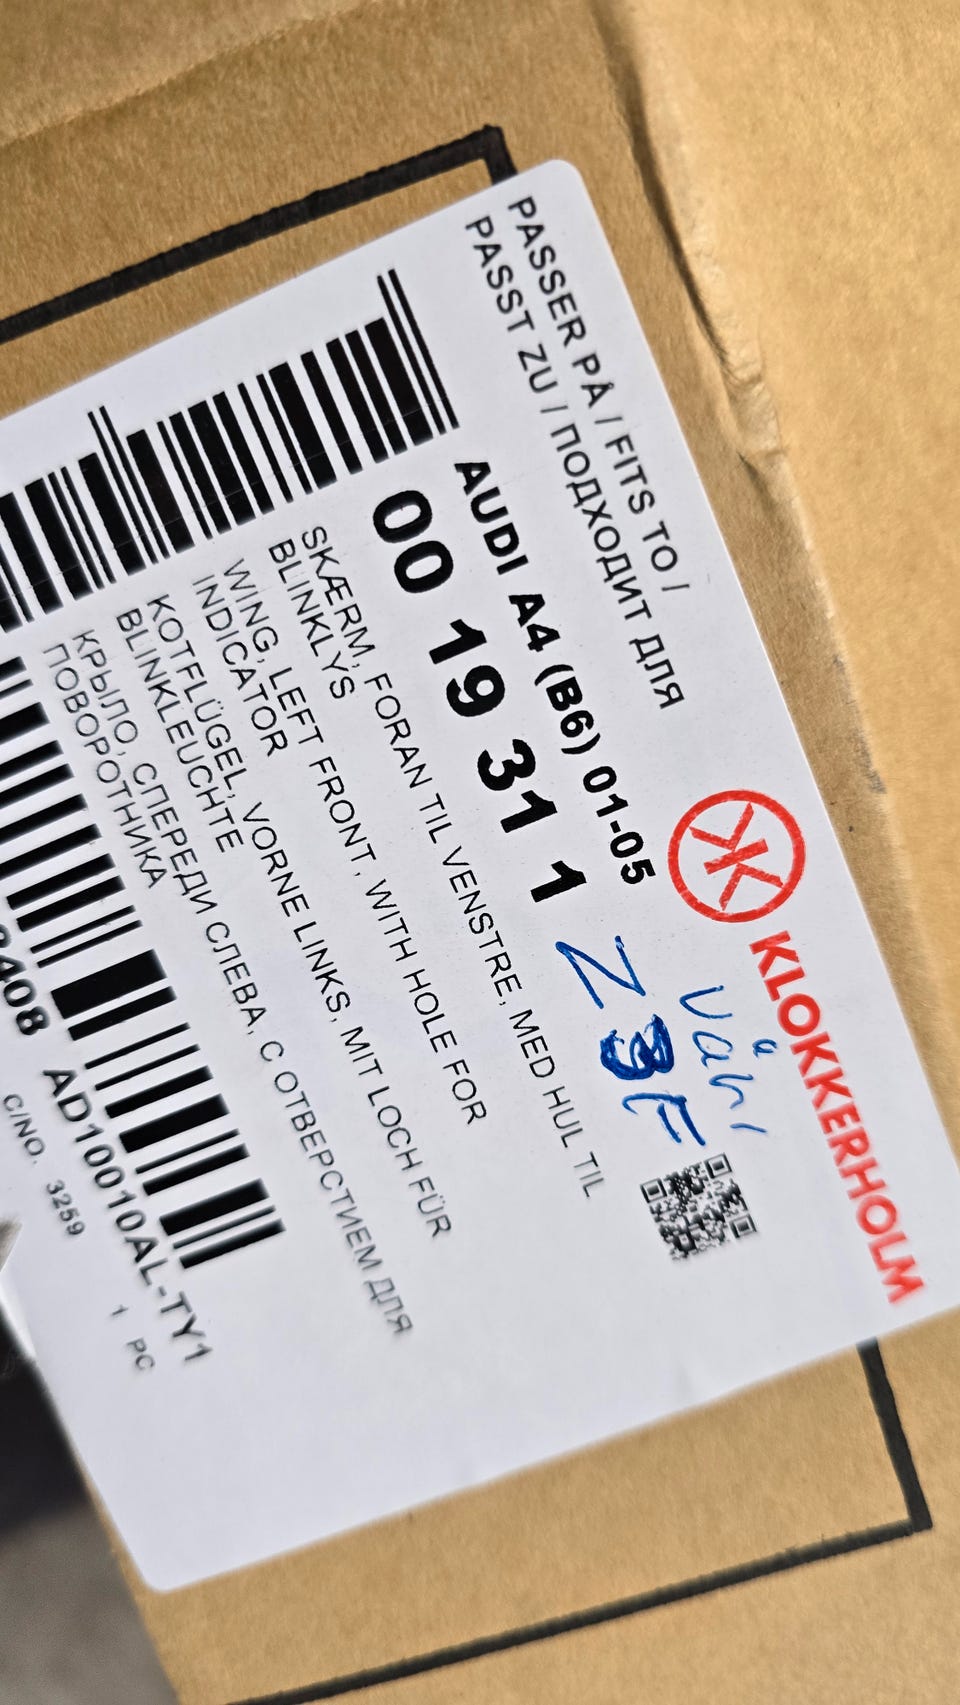 PASSER PÅ / FITS TO /
PASST ZU / ПОДХОДИТ ДЛЯ
KLOKKERHOLM
AUDI A4 (B6) 01-05
00 19 31 1
SKÆRM, FORAN TIL VENSTRE, MED HUL TIL
BLINKLYS
WING, LEFT FRONT, WITH HOLE FOR
INDICATOR
KOTFLÜGEL, VORNE LINKS, MIT LOCH FÜR
BLINKLEUCHTE
КРЫЛО, СПЕРЕДИ СЛЕВА, С ОТВЕРСТИЕМ ДЛЯ
ПОВОРОТНИКА
Väri
AD10010AL-TY1
C/NO. 3259
1 PC